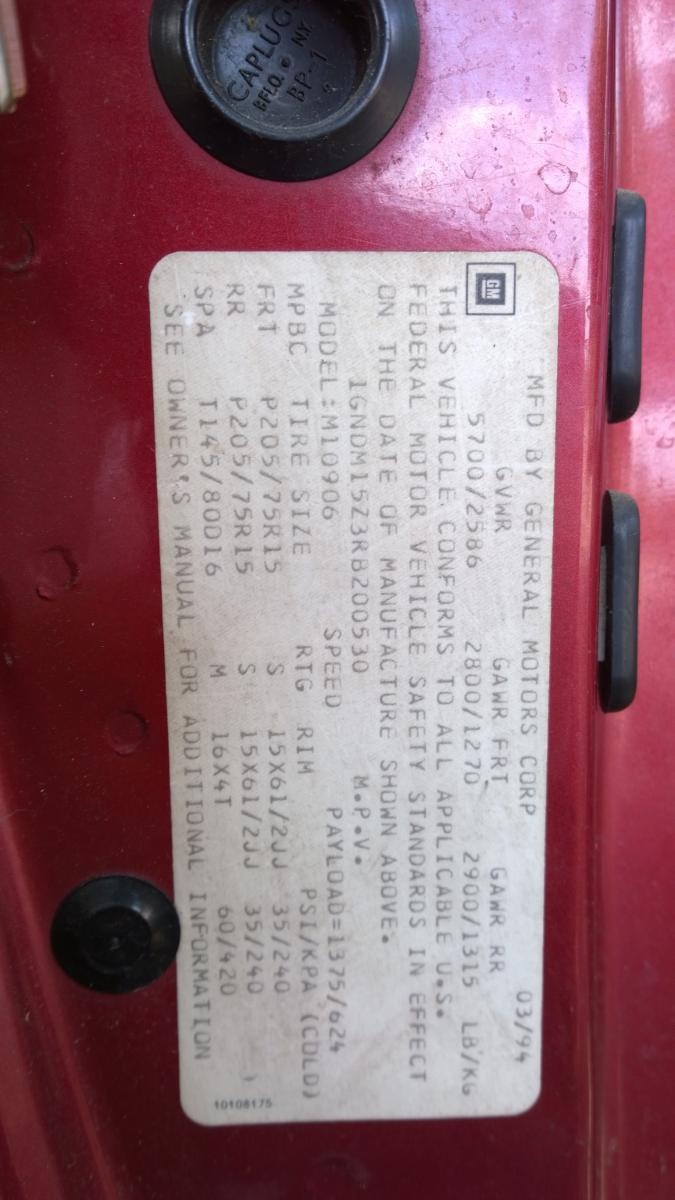 CAPLUGS
BFLO. NY.
BP-1
GM
MFD BY GENERAL MOTORS CORP 03/94
GVWR GAWR FRT GAWR RR
5700/2586 2800/1270 2900/1315 LB/KG
THIS VEHICLE CONFORMS TO ALL APPLICABLE U.S.
FEDERAL MOTOR VEHICLE SAFETY STANDARDS IN EFFECT
ON THE DATE OF MANUFACTURE SHOWN ABOVE.
1GNDM15Z3RB200530 M.P.V.
MODEL:M10906 PAYLOAD=1375/624
MPBC TIRE SIZE SPEED RTG RIM PSI/KPA (COLD)
FRT P205/75R15 S 15X61/2JJ 35/240
RR P205/75R15 S 15X61/2JJ 35/240
SPA T145/80D16 M 16X4T 60/420
SEE OWNER'S MANUAL FOR ADDITIONAL INFORMATION
10108175